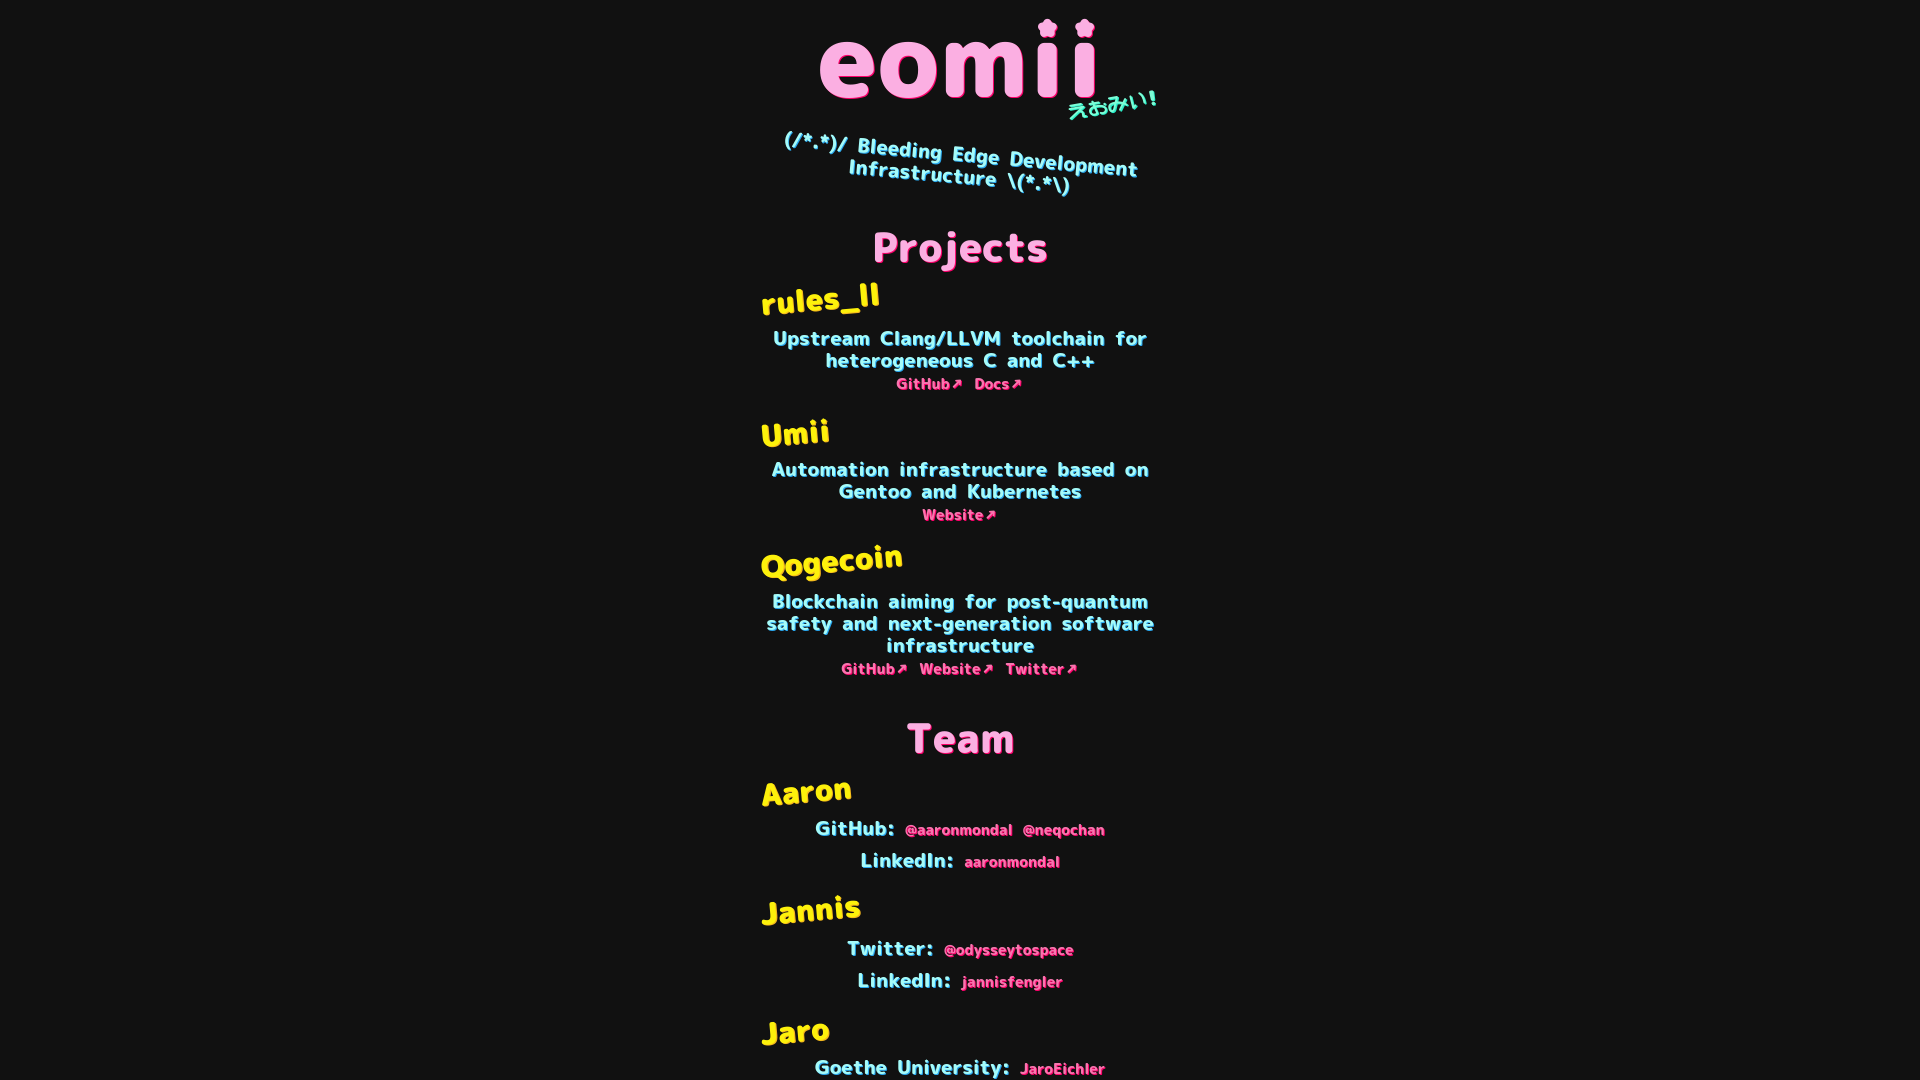 eomii
えおみい!
(/*.*)/ Bleeding Edge Development
Infrastructure \(*.*\)
Projects
rules_ll
Upstream Clang/LLVM toolchain for
heterogeneous C and C++
GitHub↗ Docs↗
Umii
Automation infrastructure based on
Gentoo and Kubernetes
Website↗
Qogecoin
Blockchain aiming for post-quantum
safety and next-generation software
infrastructure
GitHub↗ Website↗ Twitter↗
Team
Aaron
GitHub: @aaronmondal @neqochan
LinkedIn: aaronmondal
Jannis
Twitter: @odysseytospace
LinkedIn: jannisfengler
Jaro
Goethe University: JaroEichler